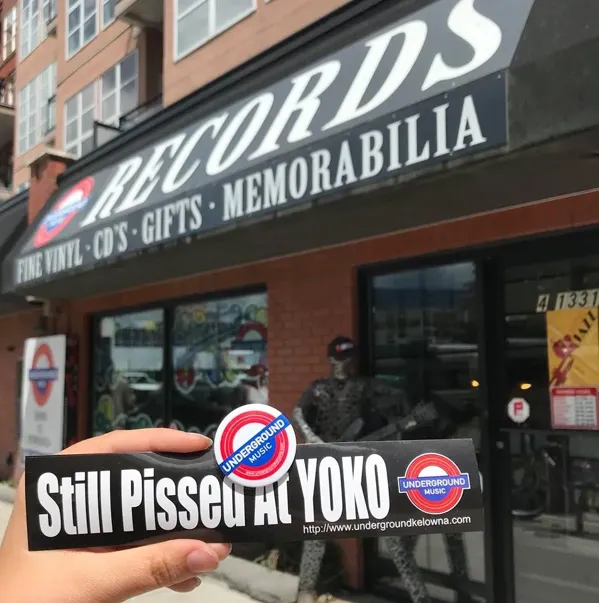 RECORDS
FINE VINYL · CD'S · GIFTS · MEMORABILIA
4 1331
P
UNDERGROUND
MUSIC
Still Pissed At YOKO
UNDERGROUND
MUSIC
http://www.undergroundkelowna.com